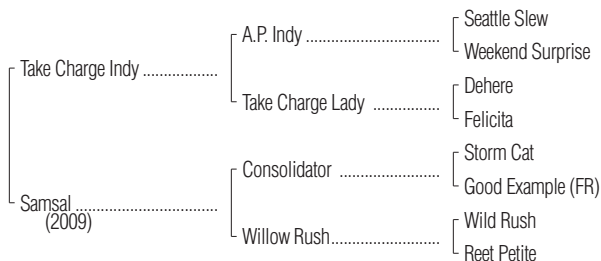 Seattle Slew
A.P. Indy ................................
Weekend Surprise
Take Charge Indy ..................
Dehere
Take Charge Lady ...................
Felicita
Storm Cat
Consolidator ........................
Good Example (FR)
Samsal ..................................
(2009)
Wild Rush
Willow Rush..........................
Reet Petite